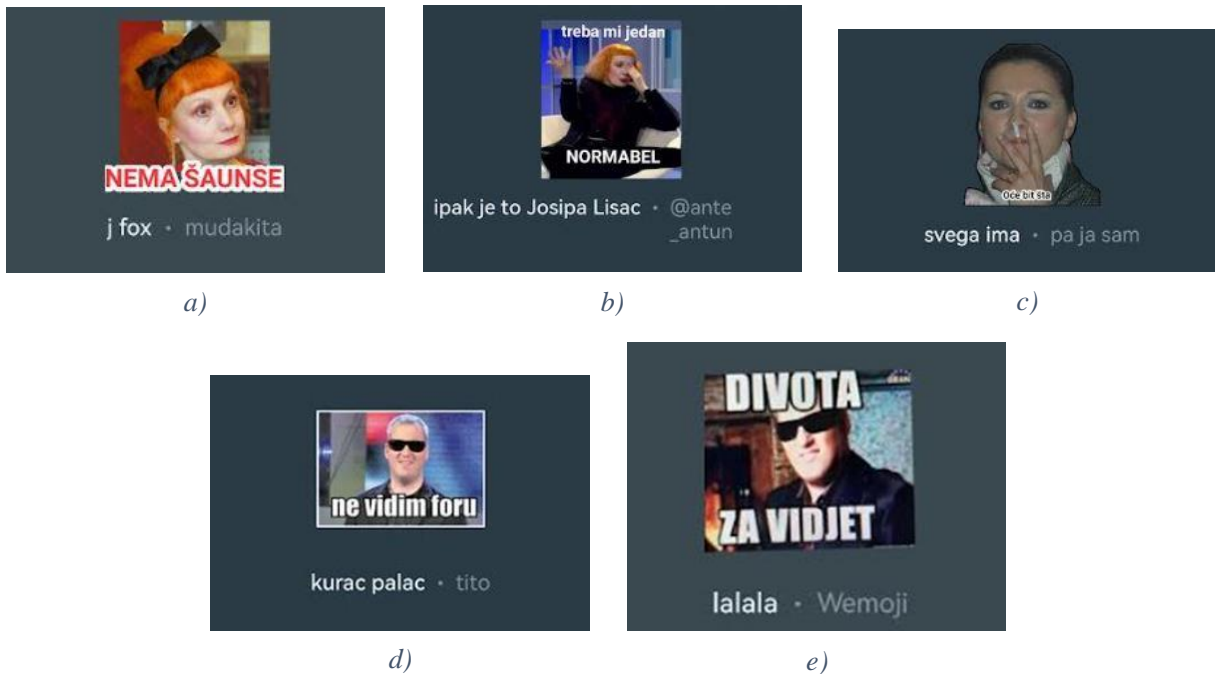 NEMA ŠAUNSE
j fox · mudakita
a)
treba mi jedan
NORMABEL
ipak je to Josipa Lisac · @ante
_antun
b)
Oće bit šta
svega ima · pa ja sam
c)
ne vidim foru
kurac palac · tito
d)
DIVOTA
ZA VIDJET
lalala · Wemoji
e)